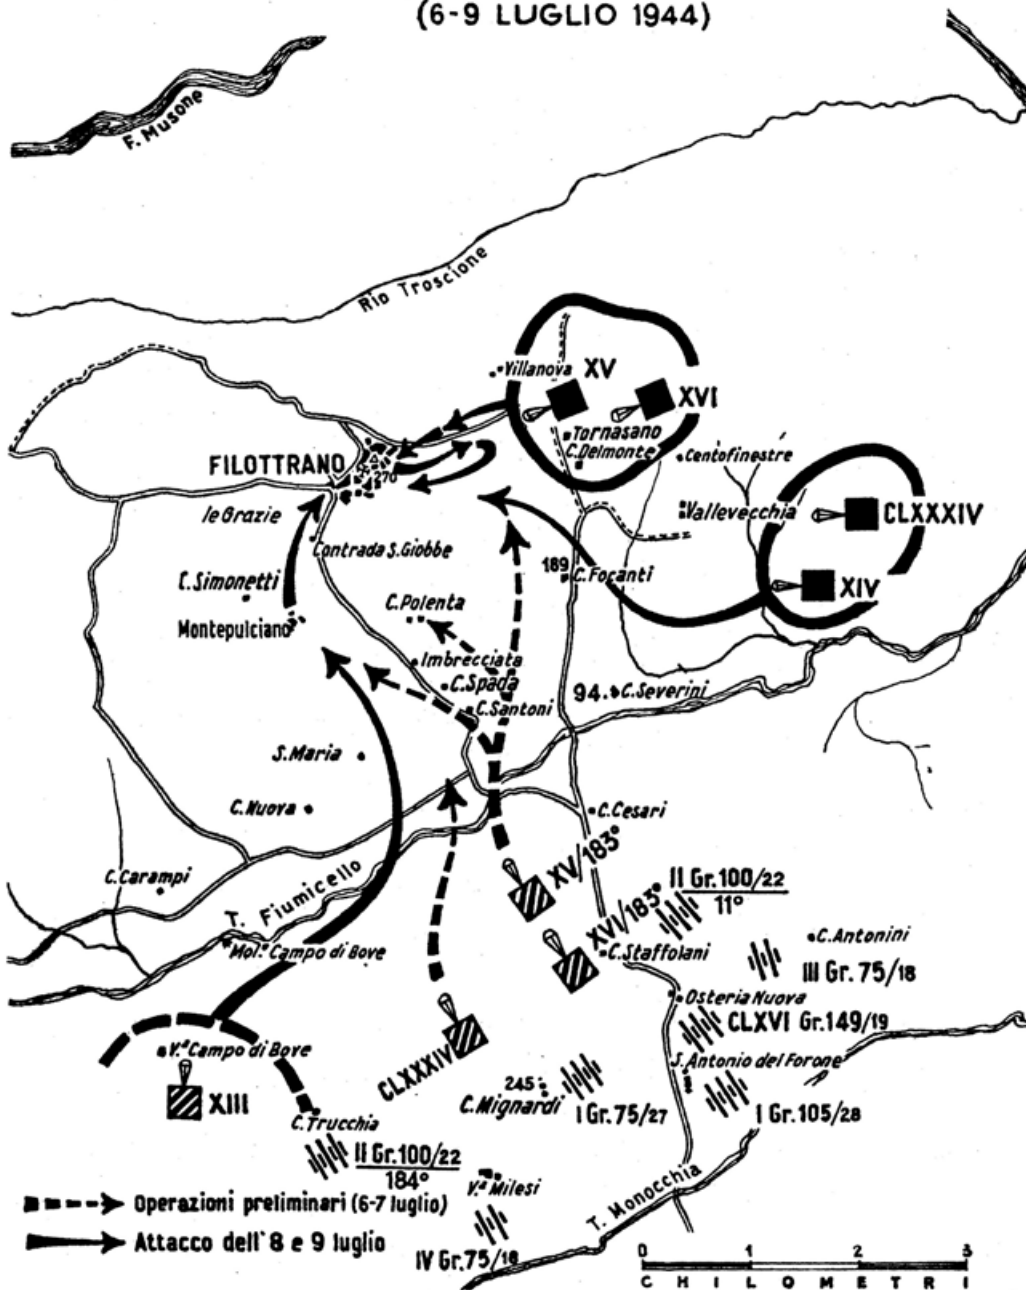 (6-9 LUGLIO 1944)
F. Musone
Rio Troscione
Villanova
XV
XVI
Tornasano
C. Delmonte
Centofinestre
FILOTTRANO
270
le Grazie
Vallevecchia
CLXXXIV
Contrada S. Giobbe
189
C. Focanti
XIV
C. Simonetti
C. Polenta
Montepulciano
Imbrecciata
C. Spada
94
C. Severini
C. Santoni
S. Maria
C. Nuova
C. Cesari
XV/183°
C. Carampi
T. Fiumicello
II Gr. 100/22
11°
XVI/183°
Mol. Campo di Bove
C. Staffolani
C. Antonini
III Gr. 75/18
Osteria Nuova
CLXVI Gr. 149/19
V.ª Campo di Bove
CLXXXIV
S. Antonio del Forone
XIII
245
C. Mignardi
I Gr. 75/27
I Gr. 105/28
C. Trucchia
II Gr. 100/22
184°
V.ª Milesi
T. Monocchia
Operazioni preliminari (6-7 luglio)
Attacco dell'8 e 9 luglio
IV Gr. 75/18
0 1 2 3
CHILOMETRI